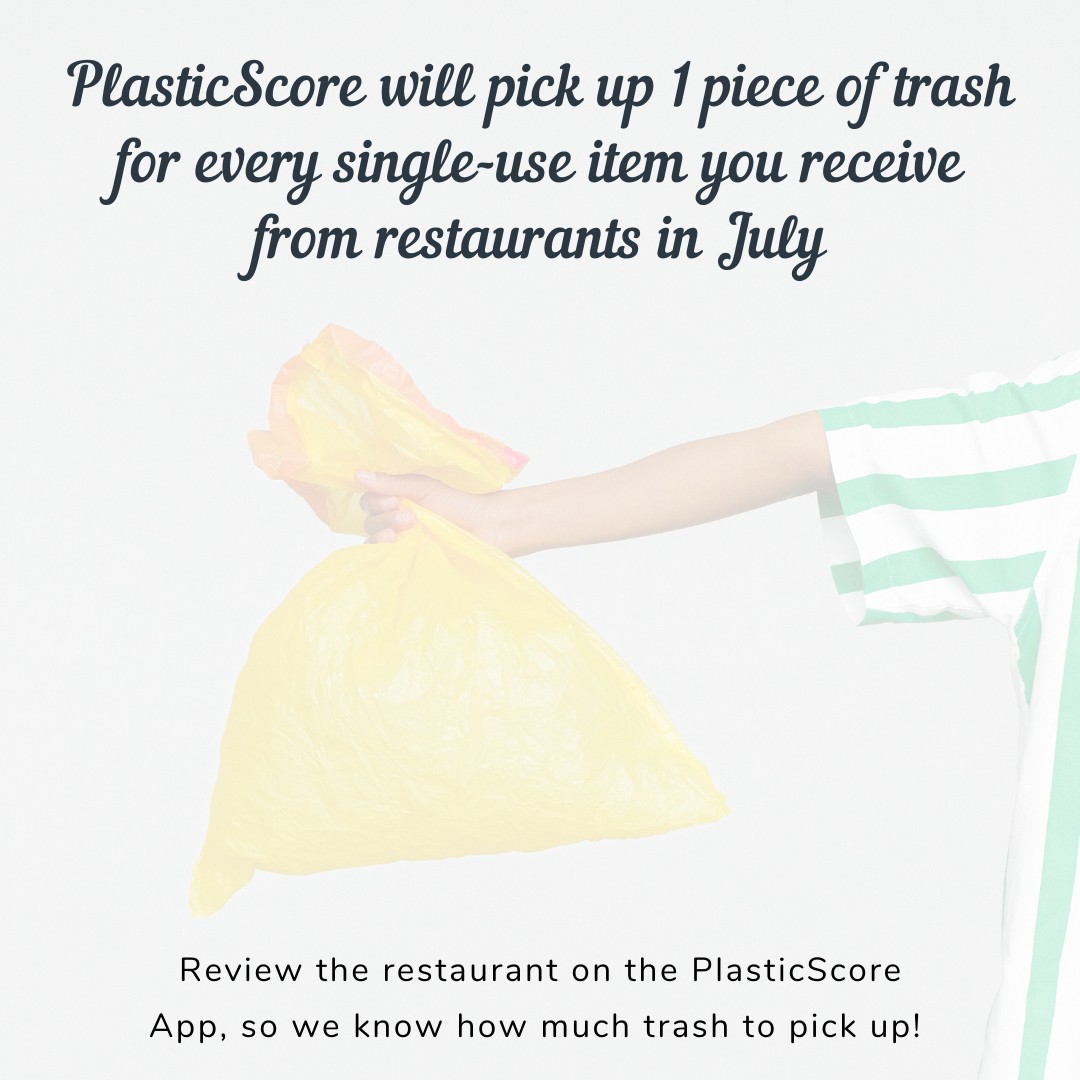 PlasticScore will pick up 1 piece of trash
for every single-use item you receive
from restaurants in July
Review the restaurant on the PlasticScore
App, so we know how much trash to pick up!